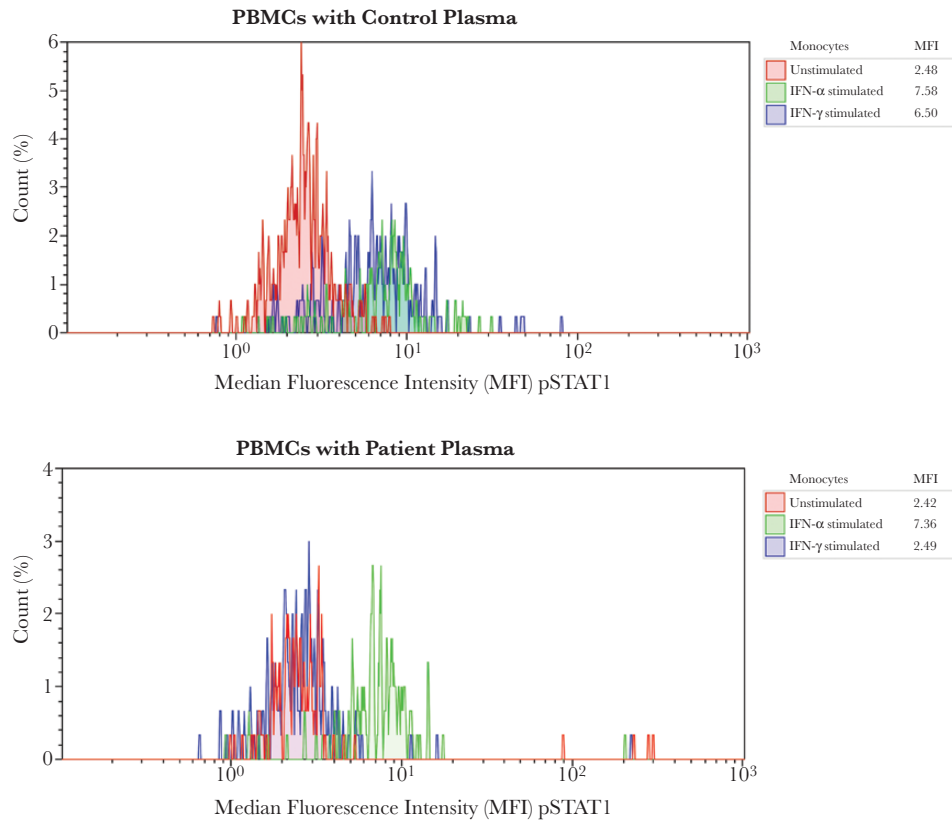 PBMCs with Control Plasma
6
5
4
3
2
1
0
Count (%)
10⁰ 10¹ 10² 10³
Median Fluorescence Intensity (MFI) pSTAT1
Monocytes MFI
Unstimulated 2.48
IFN-α stimulated 7.58
IFN-γ stimulated 6.50
PBMCs with Patient Plasma
4
3
2
1
0
Count (%)
10⁰ 10¹ 10² 10³
Median Fluorescence Intensity (MFI) pSTAT1
Monocytes MFI
Unstimulated 2.42
IFN-α stimulated 7.36
IFN-γ stimulated 2.49